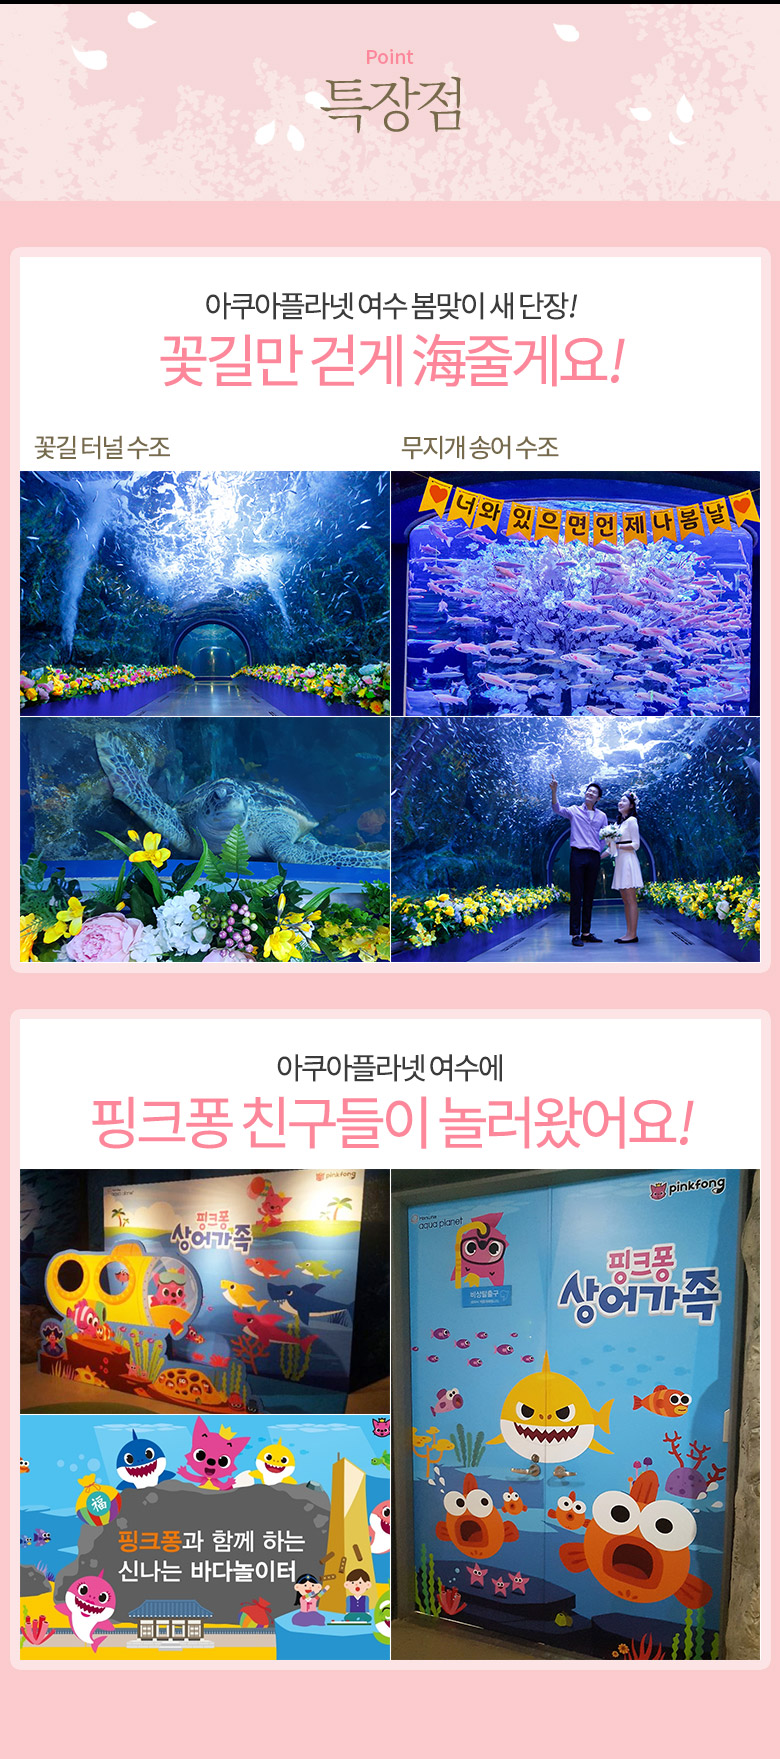 Point
특장점
아쿠아플라넷 여수 봄맞이 새 단장!
꽃길만 걷게 海줄게요!
꽃길 터널 수조
무지개 송어 수조
너와 있으면 언제나 봄날
아쿠아플라넷 여수에
핑크퐁 친구들이 놀러왔어요!
pinkfong
핑크퐁
상어가족
pinkfong
aqua planet
비상탈출구
핑크퐁
상어가족
福
핑크퐁과 함께 하는
신나는 바다놀이터